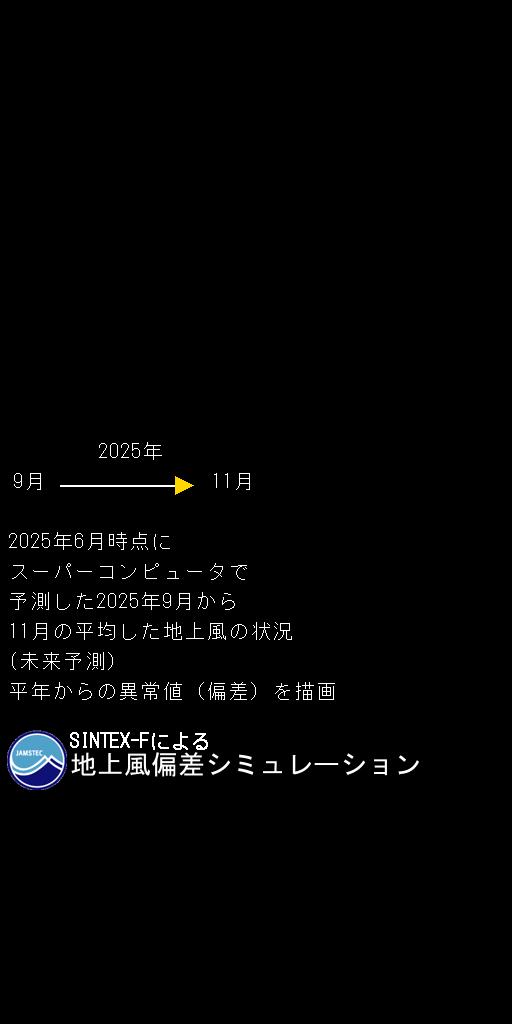 2025年
9月 11月
2025年6月時点に
スーパーコンピュータで
予測した2025年9月から
11月の平均した地上風の状況
(未来予測)
平年からの異常値（偏差）を描画
SINTEX-Fによる
JAMSTEC
地上風偏差シミュレーション